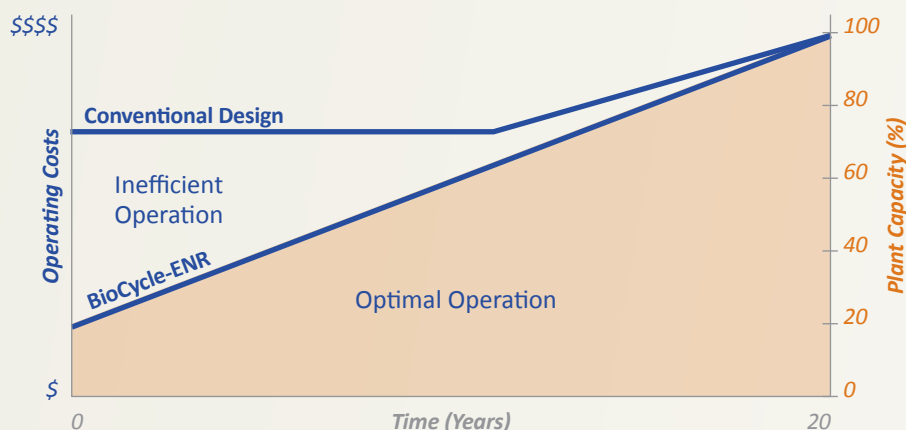 $$$$
100
Conventional Design
80
Operating Costs
Inefficient
Operation
60
Plant Capacity (%)
BioCycle-ENR
40
Optimal Operation
20
$
0
0
Time (Years)
20